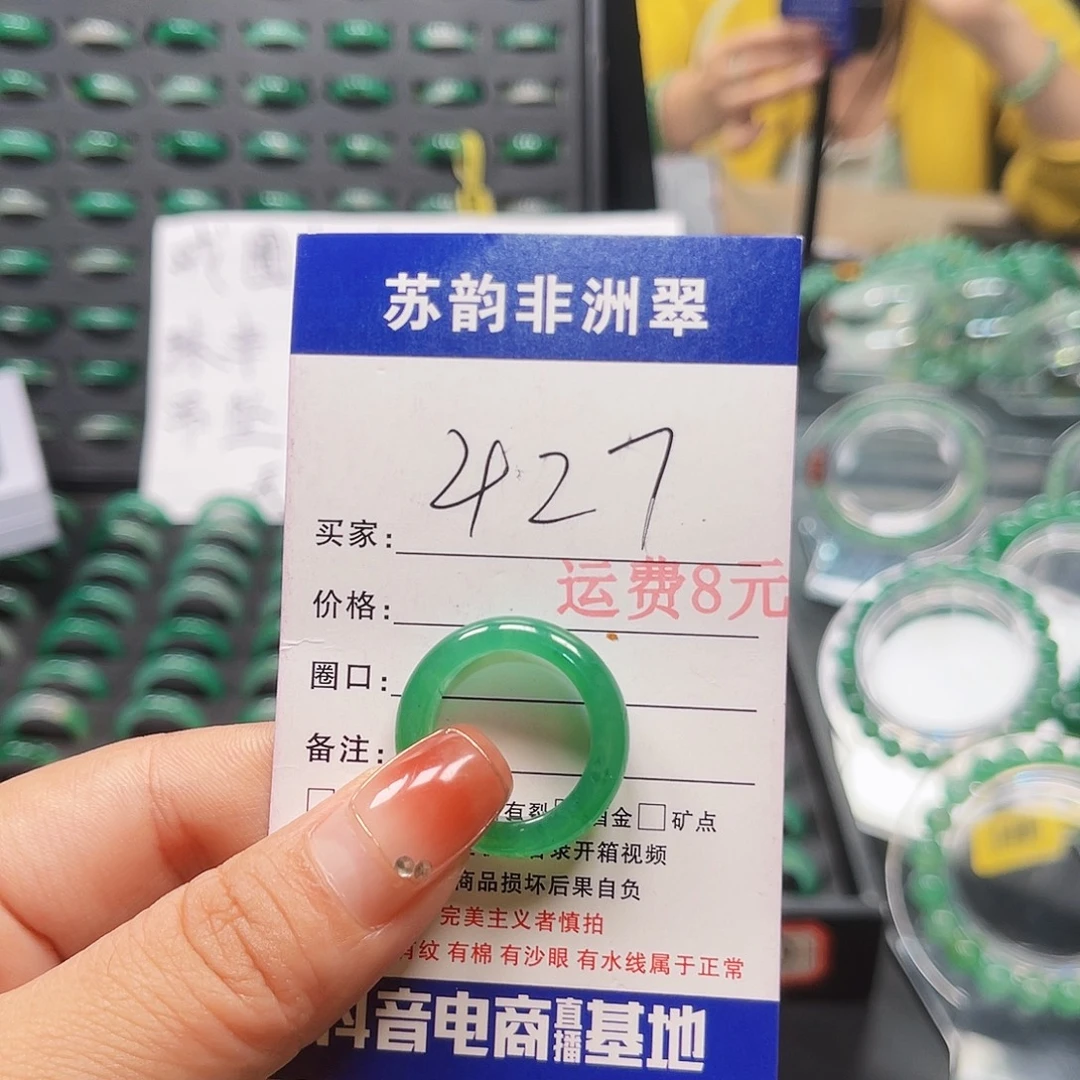 苏韵非洲翠
427
买家:
运费8元
价格:
圈口:
备注:
有裂 □ 金 □ 矿点
录开箱视频
商品损坏后果自负
完美主义者慎拍
有纹 有棉 有沙眼 有水线属于正常
抖音电商直播基地